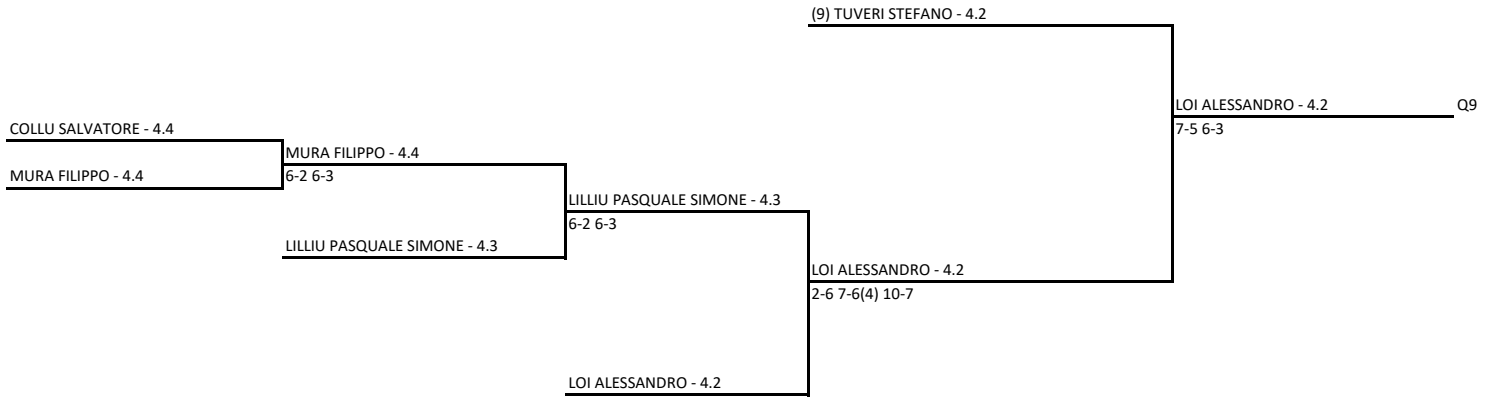 (9) TUVERI STEFANO - 4.2
LOI ALESSANDRO - 4.2
Q9
7-5 6-3
COLLU SALVATORE - 4.4
MURA FILIPPO - 4.4
6-2 6-3
MURA FILIPPO - 4.4
LILLIU PASQUALE SIMONE - 4.3
6-2 6-3
LILLIU PASQUALE SIMONE - 4.3
LOI ALESSANDRO - 4.2
2-6 7-6(4) 10-7
LOI ALESSANDRO - 4.2